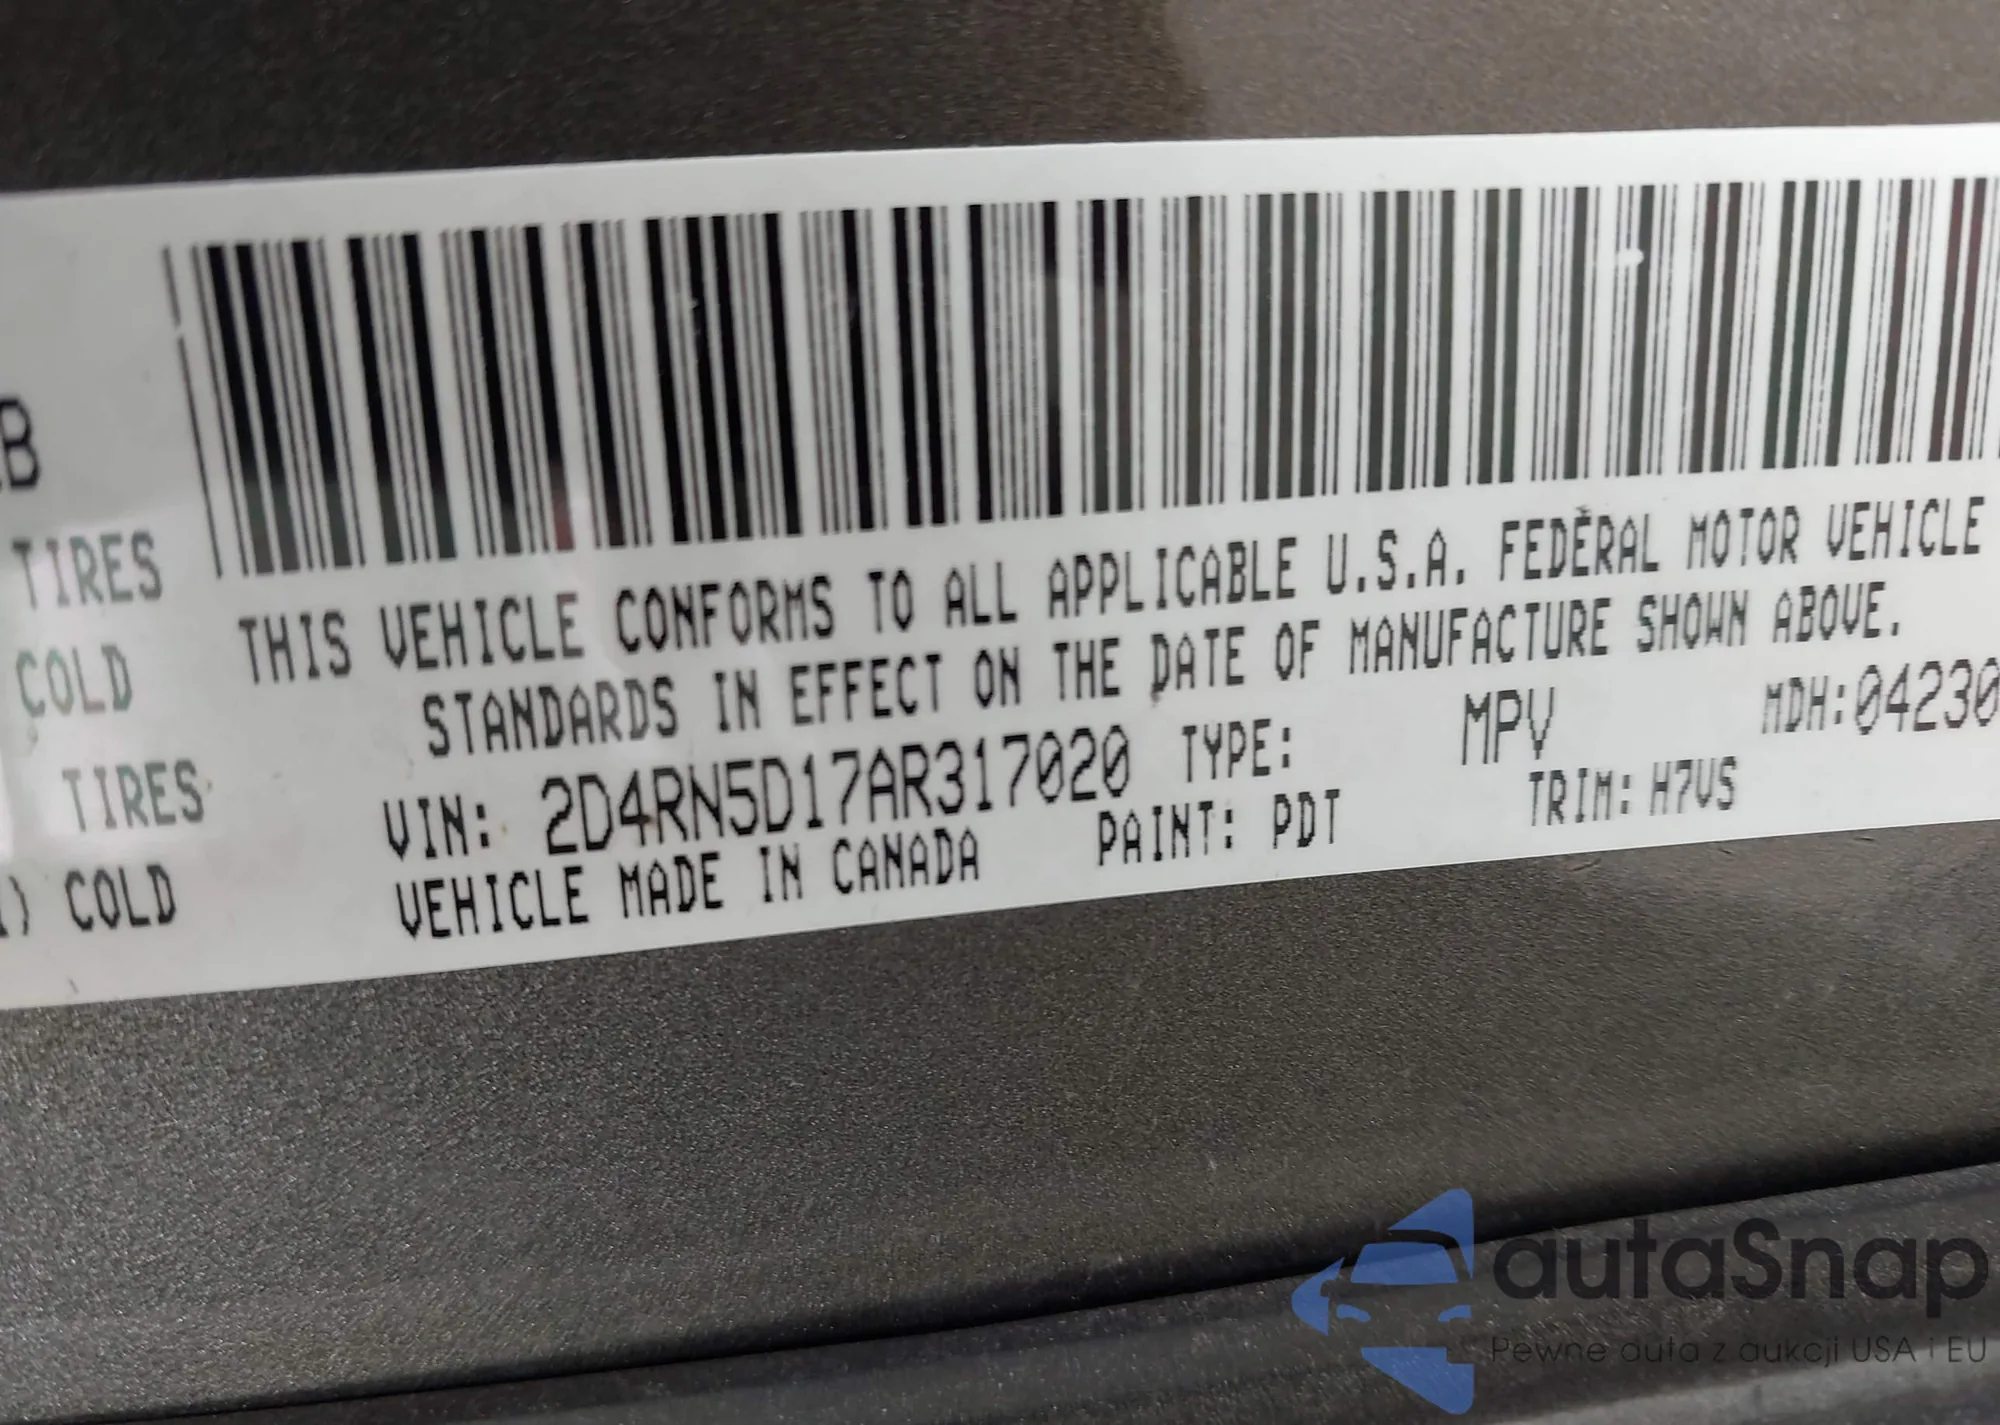 B
TIRES
COLD
TIRES
) COLD
THIS VEHICLE CONFORMS TO ALL APPLICABLE U.S.A. FEDERAL MOTOR VEHICLE
STANDARDS IN EFFECT ON THE DATE OF MANUFACTURE SHOWN ABOVE.
VIN: 2D4RN5D17AR317020 TYPE: MPV MDH:04230
VEHICLE MADE IN CANADA PAINT: PDT TRIM: H7VS
autaSnap
Pewne auta z aukcji USA i EU